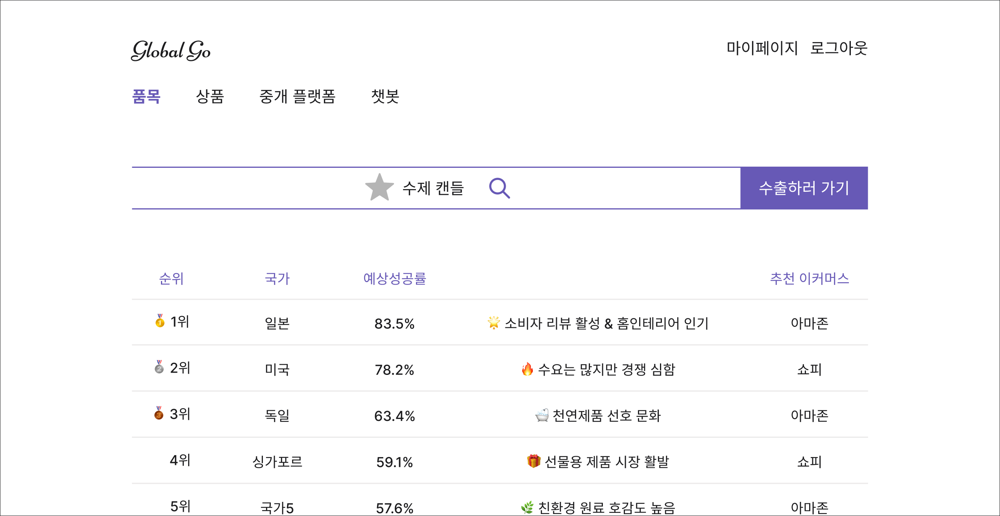 Global Go
마이페이지 로그아웃
품목 상품 중개 플랫폼 챗봇
수제 캔들 수출하러 가기
순위 국가 예상성공률 추천 이커머스
🥇 1위 일본 83.5% 🌟 소비자 리뷰 활성 & 홈인테리어 인기 아마존
🥈 2위 미국 78.2% 🔥 수요는 많지만 경쟁 심함 쇼피
🥉 3위 독일 63.4% 🛁 천연제품 선호 문화 아마존
4위 싱가포르 59.1% 🎁 선물용 제품 시장 활발 쇼피
5위 국가5 57.6% 🌿 친환경 원료 호감도 높음 아마존